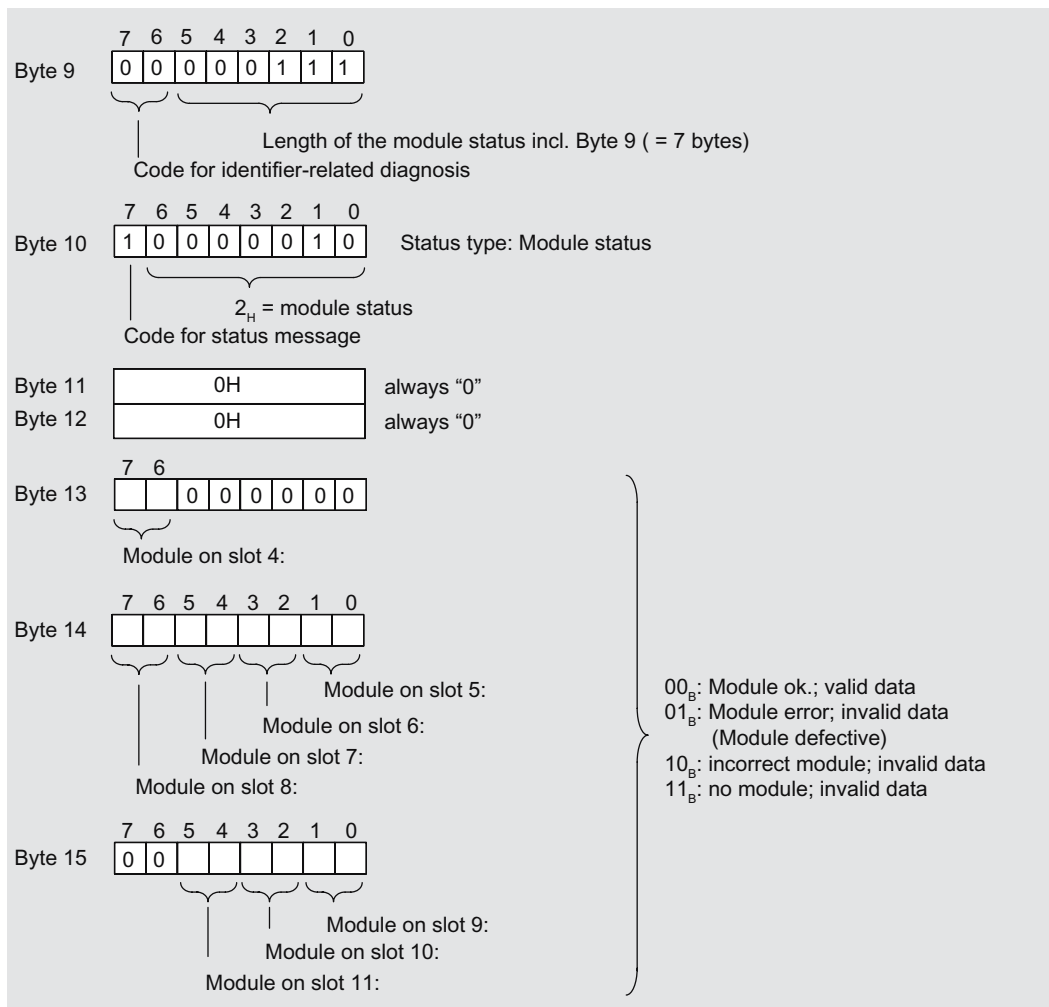 7 6 5 4 3 2 1 0
Byte 9 0 0 0 0 0 1 1 1
Length of the module status incl. Byte 9 ( = 7 bytes)
Code for identifier-related diagnosis
7 6 5 4 3 2 1 0
Byte 10 1 0 0 0 0 0 1 0 Status type: Module status
2H = module status
Code for status message
Byte 11 0H always “0”
Byte 12 0H always “0”
7 6
Byte 13 0 0 0 0 0 0
Module on slot 4:
7 6 5 4 3 2 1 0
Byte 14
Module on slot 5:
Module on slot 6:
Module on slot 7:
Module on slot 8:
00B: Module ok.; valid data
01B: Module error; invalid data
(Module defective)
10B: incorrect module; invalid data
11B: no module; invalid data
7 6 5 4 3 2 1 0
Byte 15 0 0
Module on slot 9:
Module on slot 10:
Module on slot 11: